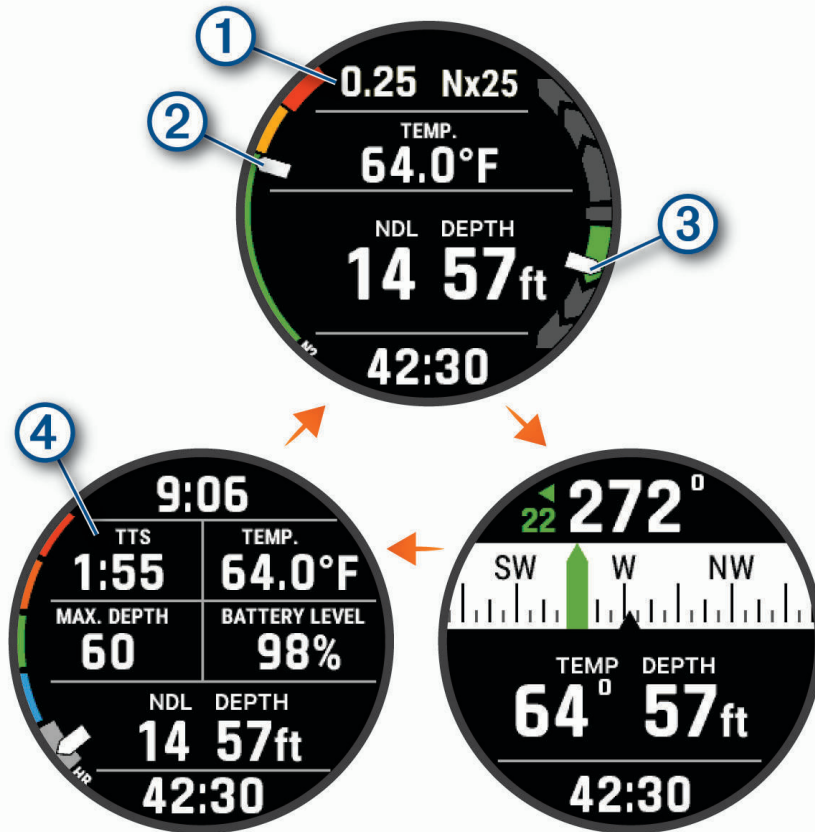 1
0.25 Nx25
2
TEMP.
64.0°F
NDL DEPTH
14 57ft
3
N2
42:30
4
9:06
TTS TEMP.
1:55 64.0°F
MAX. DEPTH BATTERY LEVEL
60 98%
NDL DEPTH
14 57ft
HR
42:30
22 272°
SW W NW
TEMP DEPTH
64° 57ft
42:30